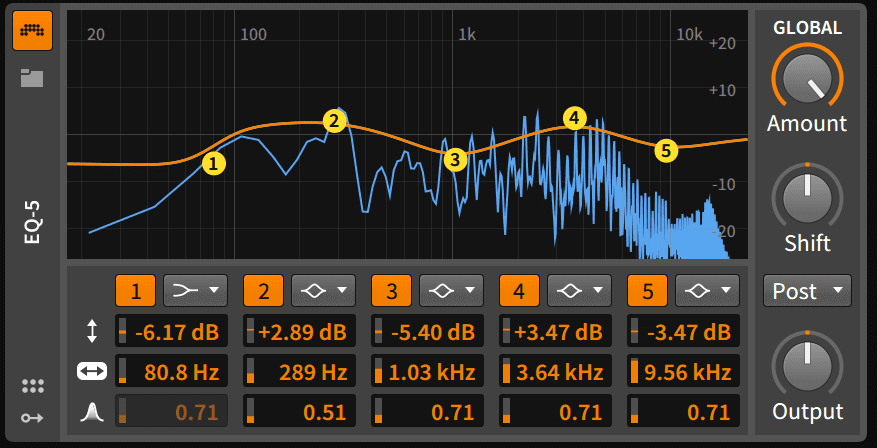 20 100 1k 10k +20
+10
-10
-20
1 2 3 4 5
EQ-5
GLOBAL
Amount
Shift
Post
Output
1 2 3 4 5
-6.17 dB +2.89 dB -5.40 dB +3.47 dB -3.47 dB
80.8 Hz 289 Hz 1.03 kHz 3.64 kHz 9.56 kHz
0.71 0.51 0.71 0.71 0.71